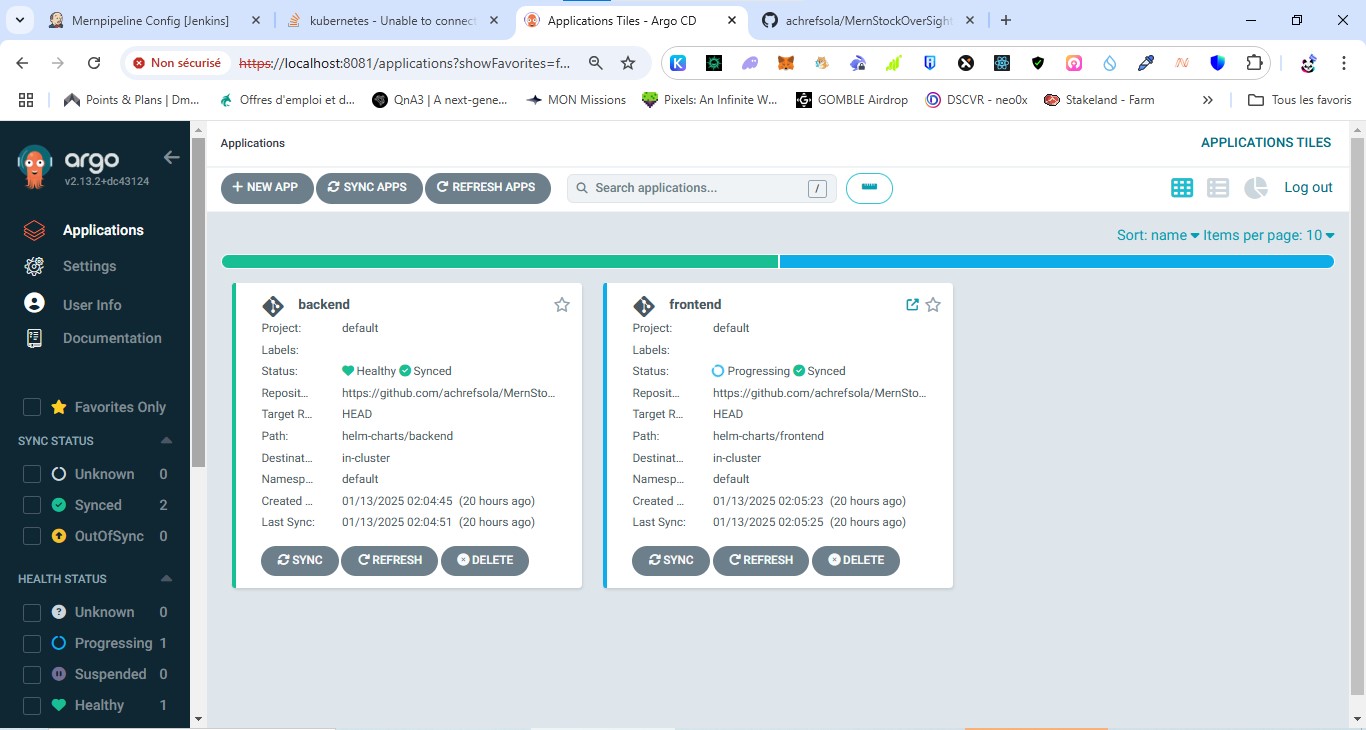 Mernpipeline Config [Jenkins]
kubernetes - Unable to connect
Applications Tiles - Argo CD
achrefsola/MernStockOverSight
Non sécurisé
https://localhost:8081/applications?showFavorites=f...
Points & Plans | Dm...
Offres d'emploi et d...
QnA3 | A next-gene...
MON Missions
Pixels: An Infinite W...
GOMBLE Airdrop
DSCVR - neo0x
Stakeland - Farm
Tous les favoris
argo
v2.13.2+dc43124
Applications
Settings
User Info
Documentation
Favorites Only
SYNC STATUS
Unknown 0
Synced 2
OutOfSync 0
HEALTH STATUS
Unknown 0
Progressing 1
Suspended 0
Healthy 1
Applications
APPLICATIONS TILES
NEW APP
SYNC APPS
REFRESH APPS
Search applications...
/
Log out
Sort: name
Items per page: 10
backend
Project: default
Labels:
Status: Healthy Synced
Reposit... https://github.com/achrefsola/MernSto...
Target R... HEAD
Path: helm-charts/backend
Destinat... in-cluster
Namesp... default
Created ... 01/13/2025 02:04:45 (20 hours ago)
Last Sync: 01/13/2025 02:04:51 (20 hours ago)
SYNC
REFRESH
DELETE
frontend
Project: default
Labels:
Status: Progressing Synced
Reposit... https://github.com/achrefsola/MernSto...
Target R... HEAD
Path: helm-charts/frontend
Destinat... in-cluster
Namesp... default
Created ... 01/13/2025 02:05:23 (20 hours ago)
Last Sync: 01/13/2025 02:05:25 (20 hours ago)
SYNC
REFRESH
DELETE